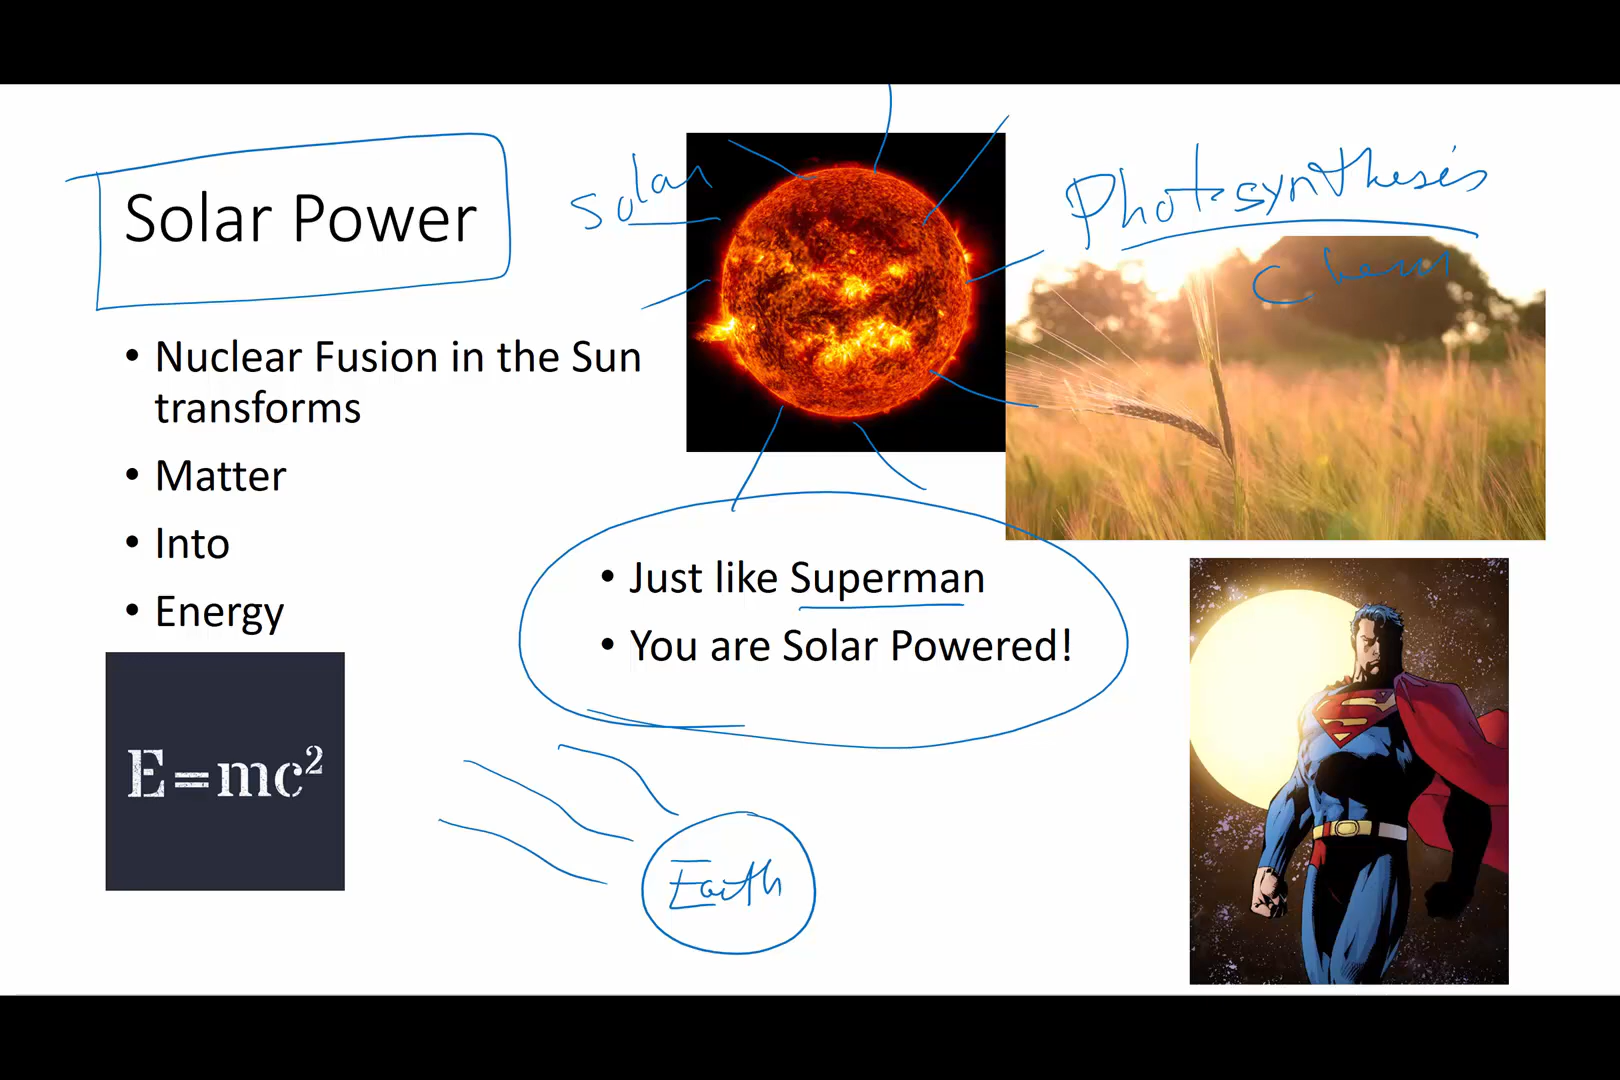 Solar Power
• Nuclear Fusion in the Sun
transforms
• Matter
• Into
• Energy
E=mc²
Solar
Photosynthesis
Chem
• Just like Superman
• You are Solar Powered!
Earth
S